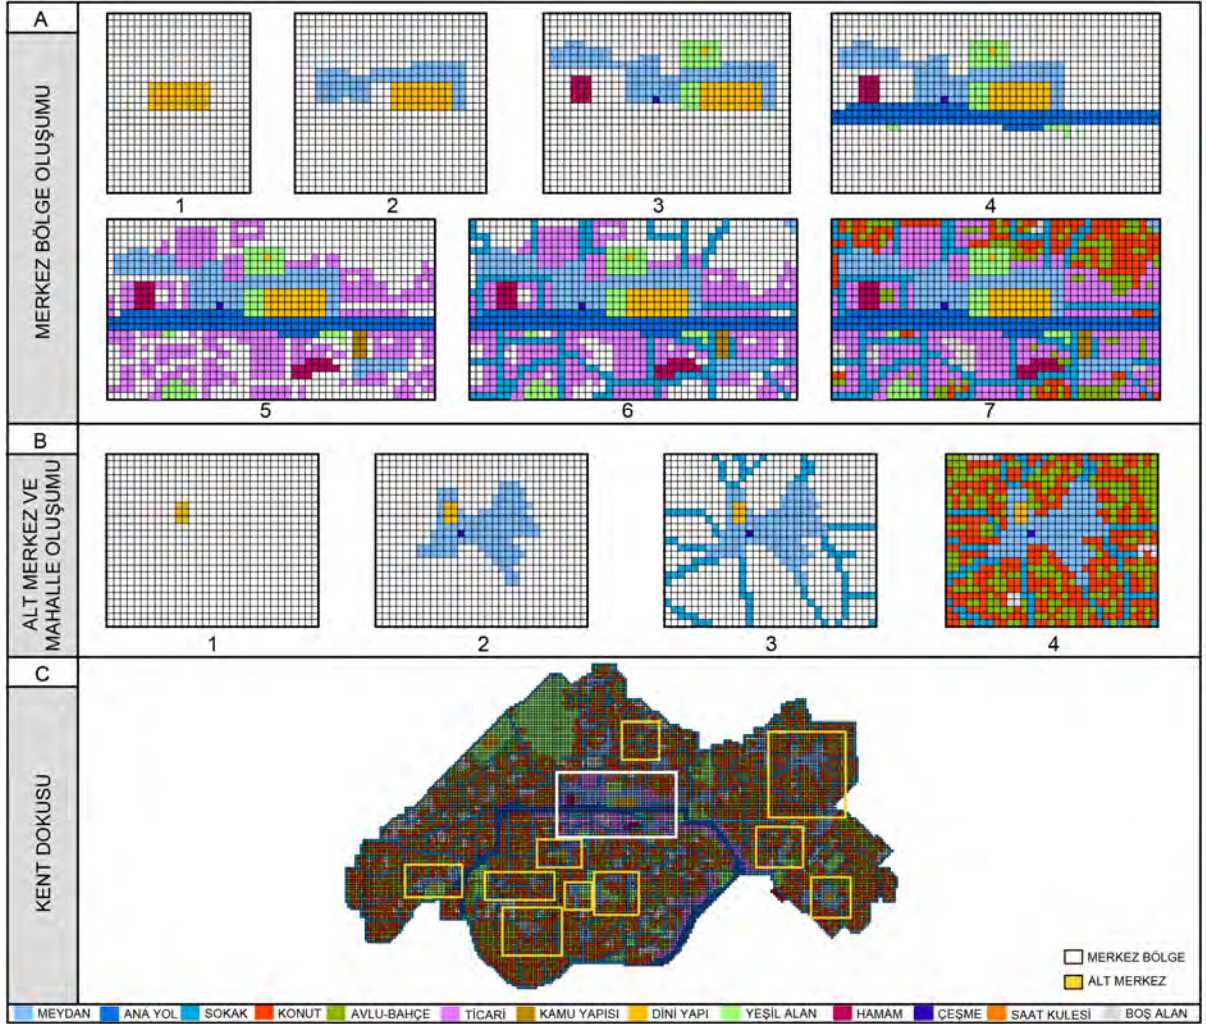 A
MERKEZ BÖLGE OLUŞUMU
1 2 3 4
5 6 7
B
ALT MERKEZ VE
MAHALLE OLUŞUMU
1 2 3 4
C
KENT DOKUSU
MERKEZ BÖLGE
ALT MERKEZ
MEYDAN ANA YOL SOKAK KONUT AVLU-BAHÇE TİCARİ KAMU YAPISI DİNİ YAPI YEŞİL ALAN HAMAM ÇEŞME SAAT KULESİ BOŞ ALAN